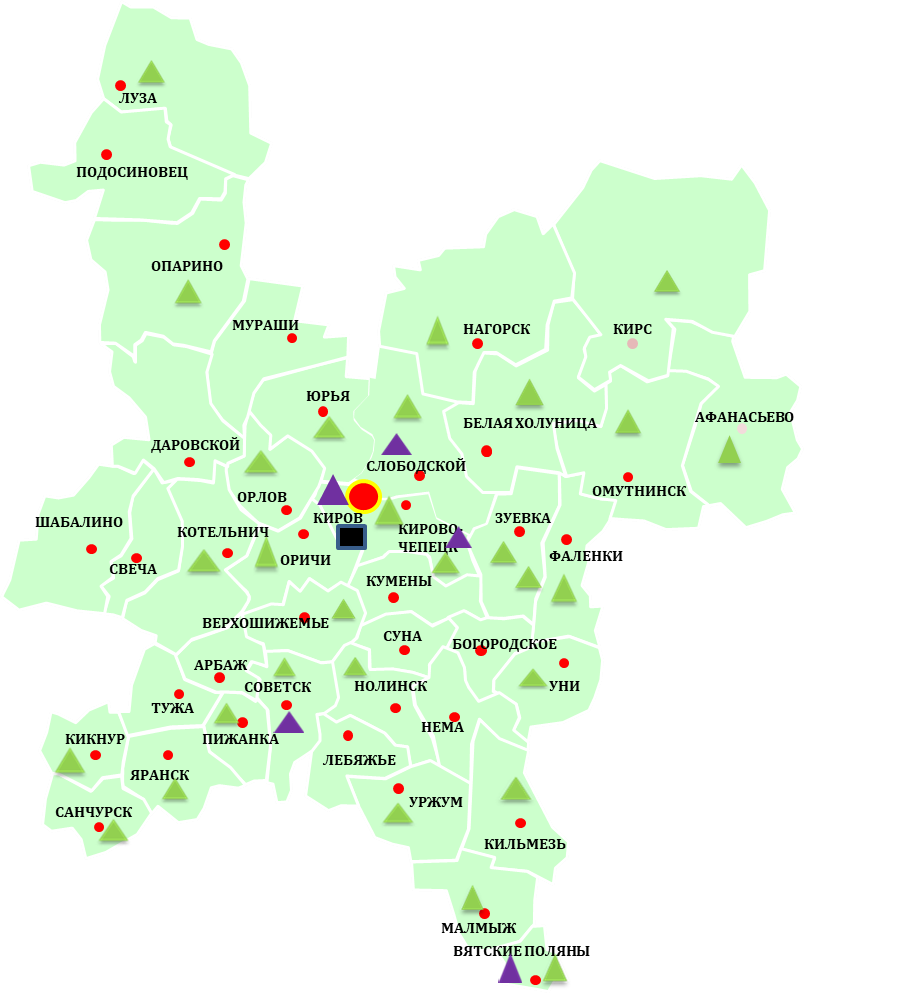 ЛУЗА
ПОДОСИНОВЕЦ
ОПАРИНО
МУРАШИ
НАГОРСК
КИРС
ЮРЬЯ
БЕЛАЯ ХОЛУНИЦА
АФАНАСЬЕВО
ДАРОВСКОЙ
СЛОБОДСКОЙ
ОМУТНИНСК
ОРЛОВ
КИРОВ
ШАБАЛИНО
КОТЕЛЬНИЧ
КИРОВО-
ЧЕПЕЦК
ЗУЕВКА
ФАЛЕНКИ
СВЕЧА
ОРИЧИ
КУМЕНЫ
ВЕРХОШИЖЕМЬЕ
СУНА
БОГОРОДСКОЕ
АРБАЖ
СОВЕТСК
НОЛИНСК
УНИ
ТУЖА
НЕМА
КИКНУР
ПИЖАНКА
ЛЕБЯЖЬЕ
ЯРАНСК
УРЖУМ
САНЧУРСК
КИЛЬМЕЗЬ
МАЛМЫЖ
ВЯТСКИЕ ПОЛЯНЫ